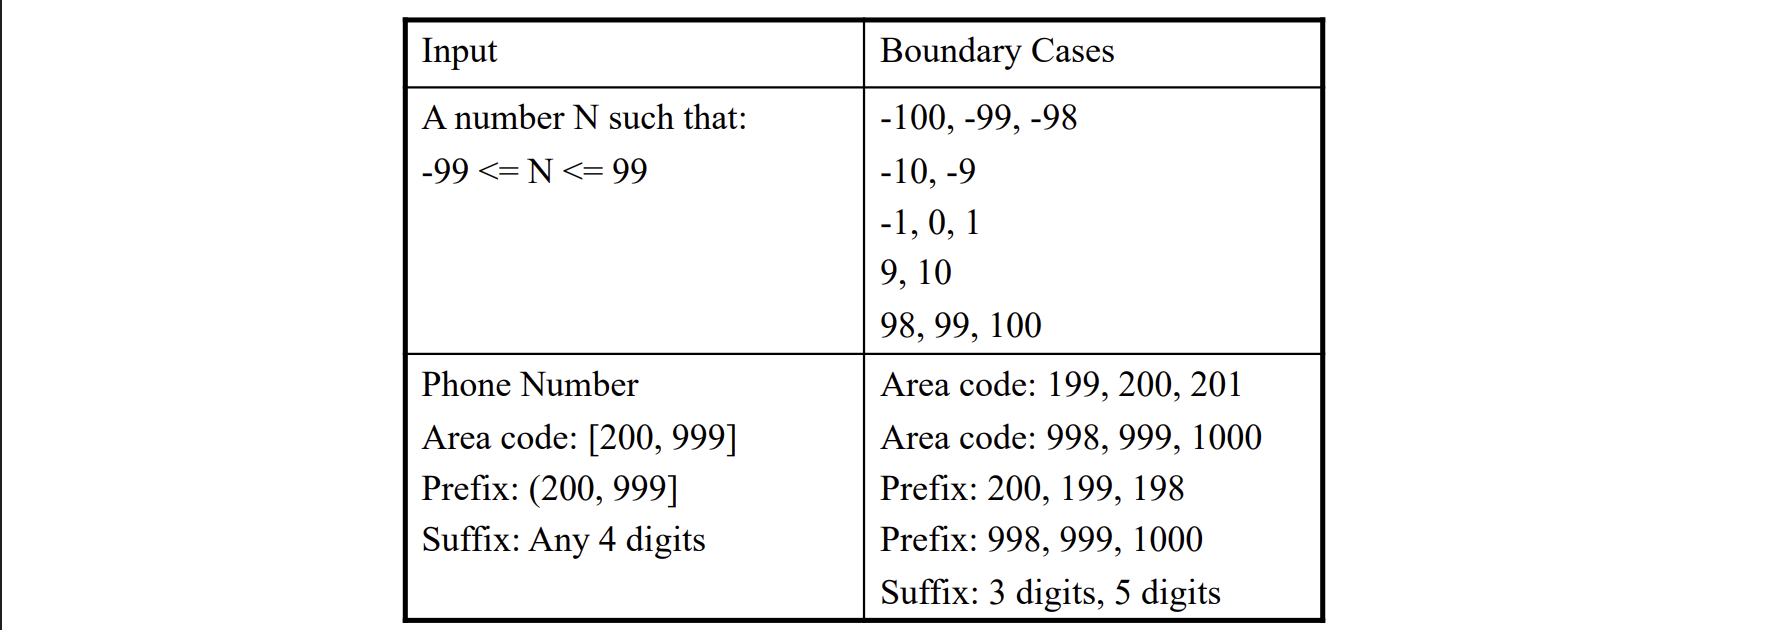 Input
Boundary Cases
A number N such that:
-99 <= N <= 99
-100, -99, -98
-10, -9
-1, 0, 1
9, 10
98, 99, 100
Phone Number
Area code: [200, 999]
Prefix: (200, 999]
Suffix: Any 4 digits
Area code: 199, 200, 201
Area code: 998, 999, 1000
Prefix: 200, 199, 198
Prefix: 998, 999, 1000
Suffix: 3 digits, 5 digits